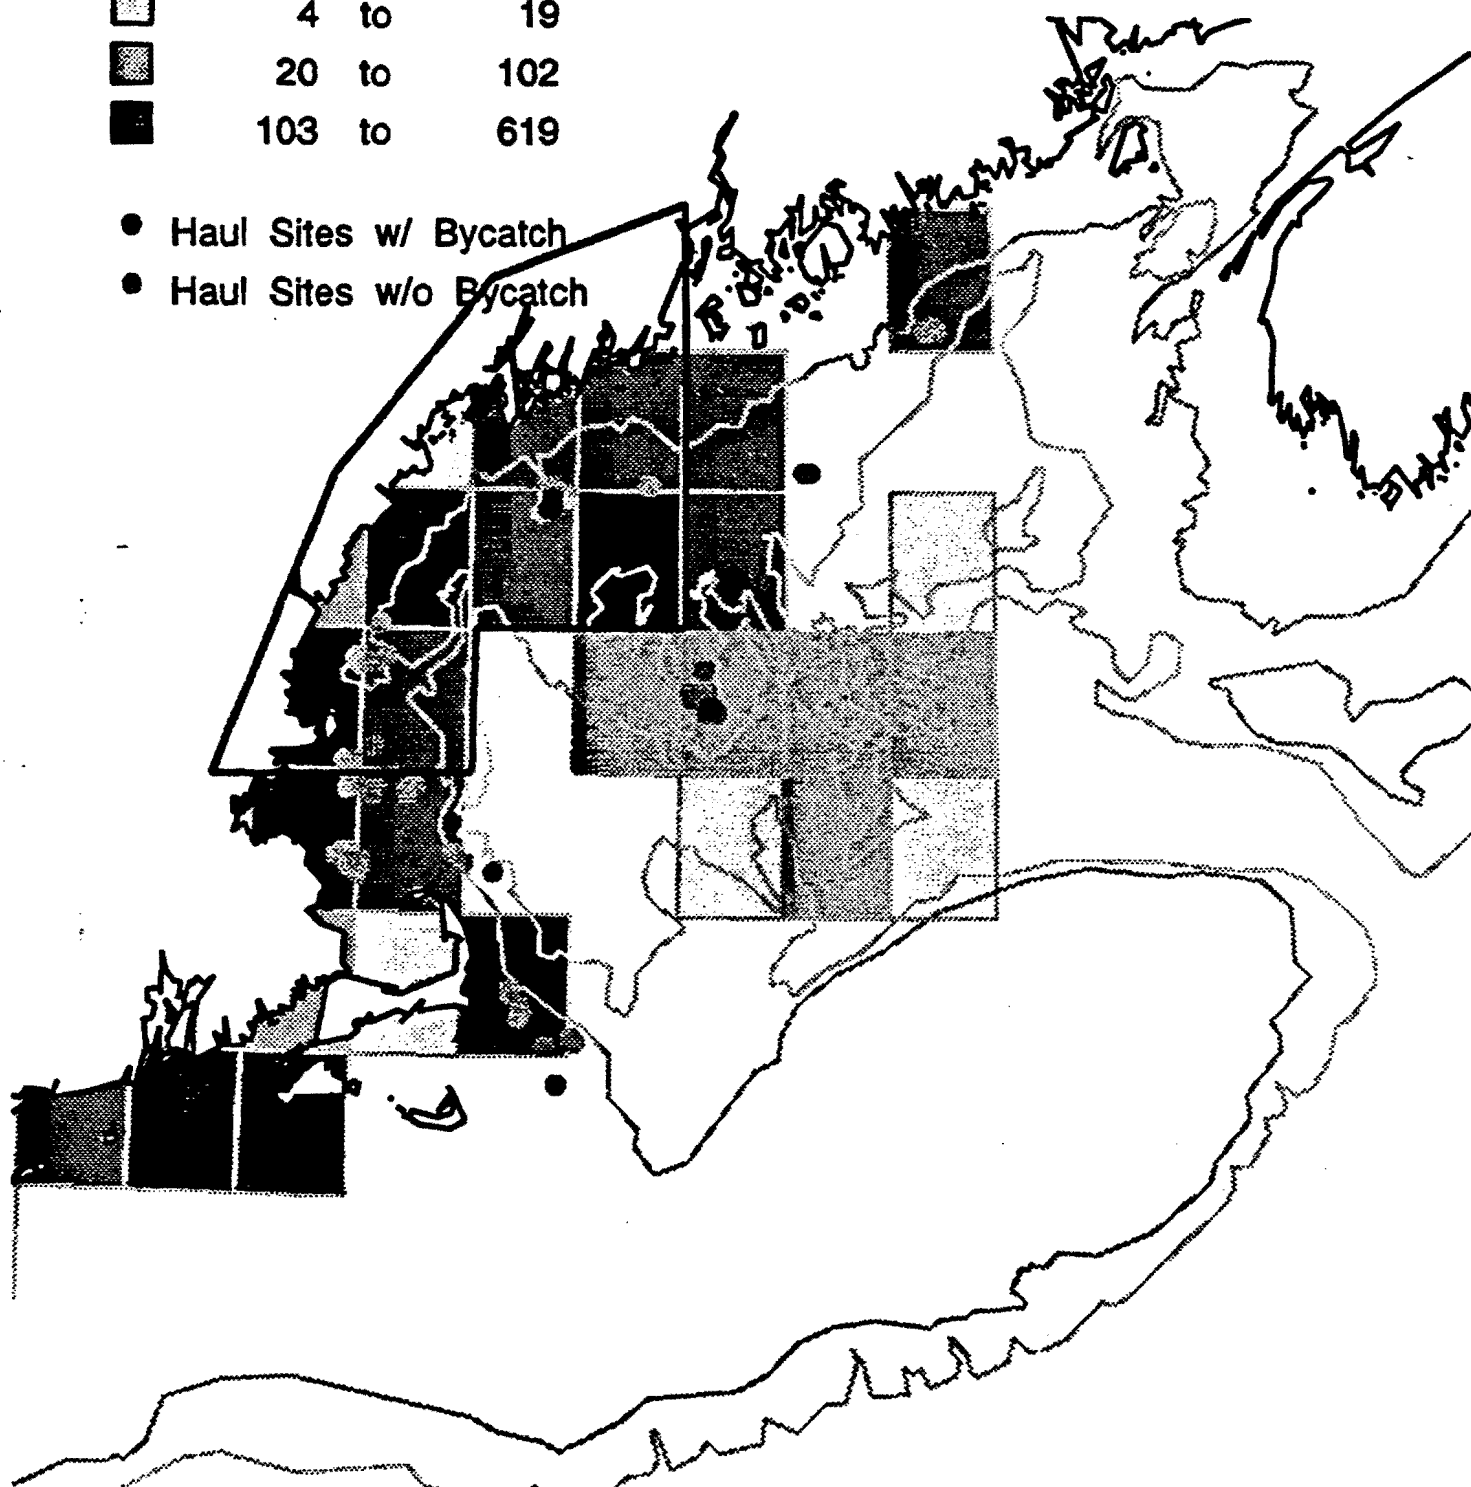 4 to 19
20 to 102
103 to 619
Haul Sites w/ Bycatch
Haul Sites w/o Bycatch